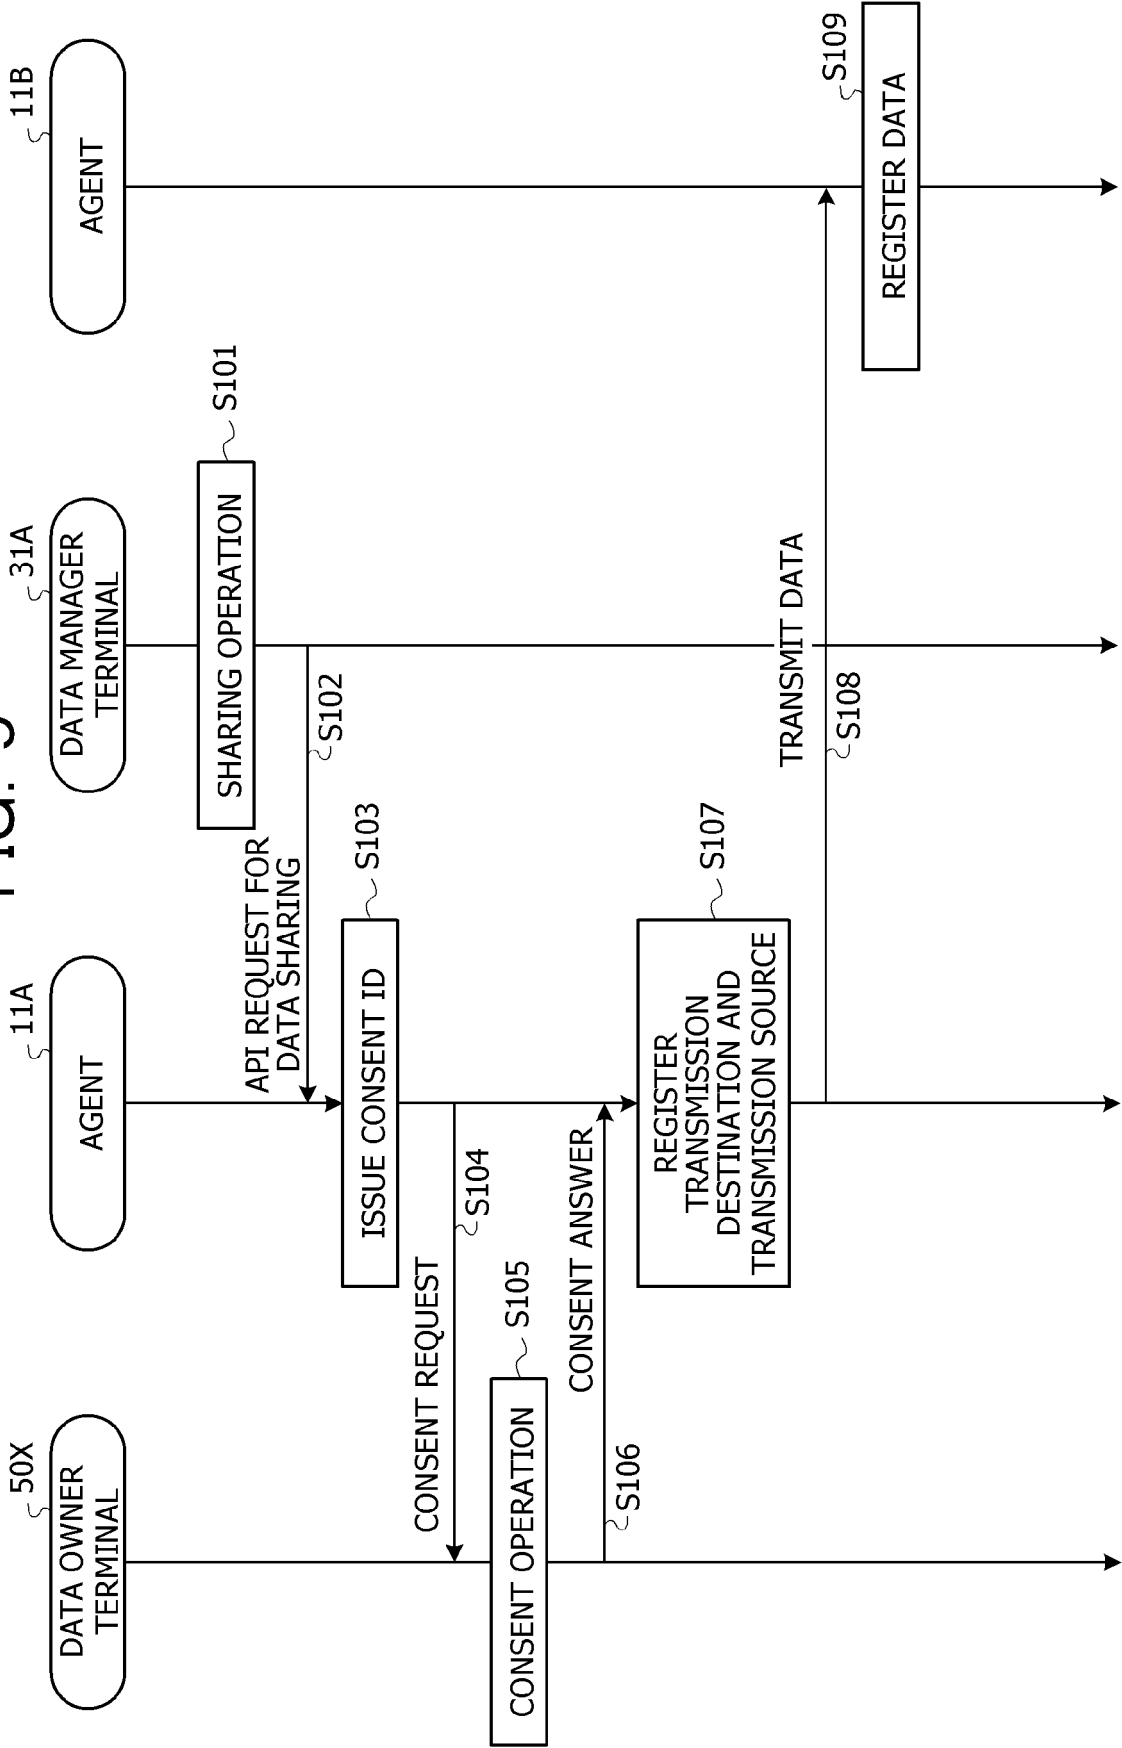 FIG.
50X
11A
31A
11B
DATA OWNER
TERMINAL
AGENT
DATA MANAGER
TERMINAL
AGENT
S101
SHARING OPERATION
API REQUEST FOR
DATA SHARING
S102
S103
ISSUE CONSENT ID
CONSENT REQUEST
S104
S105
CONSENT OPERATION
CONSENT ANSWER
S106
S107
REGISTER
TRANSMISSION
DESTINATION AND
TRANSMISSION SOURCE
TRANSMIT DATA
S108
S109
REGISTER DATA